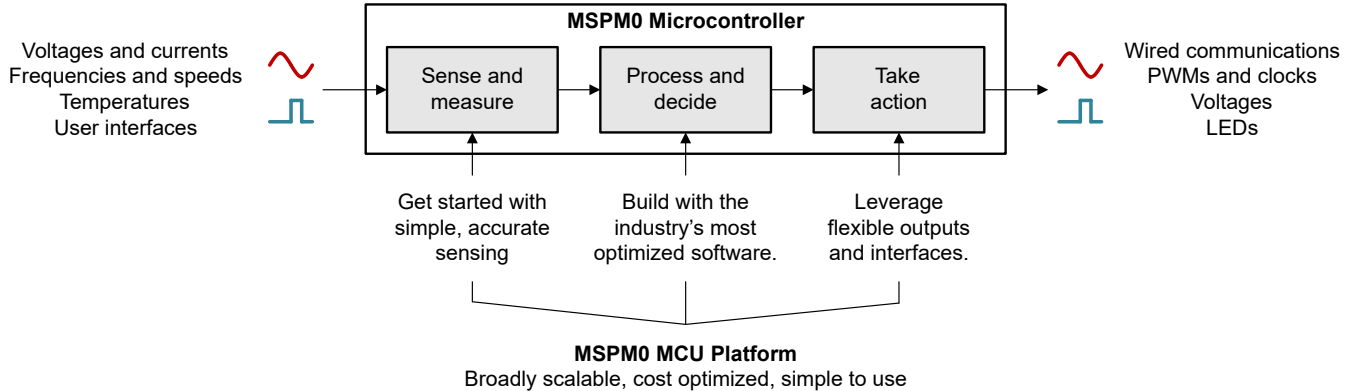 MSPM0 Microcontroller
Voltages and currents
Frequencies and speeds
Temperatures
User interfaces
Sense and
measure
Process and
decide
Take
action
Wired communications
PWMs and clocks
Voltages
LEDs
Get started with
simple, accurate
sensing
Build with the
industry’s most
optimized software.
Leverage
flexible outputs
and interfaces.
MSPM0 MCU Platform
Broadly scalable, cost optimized, simple to use